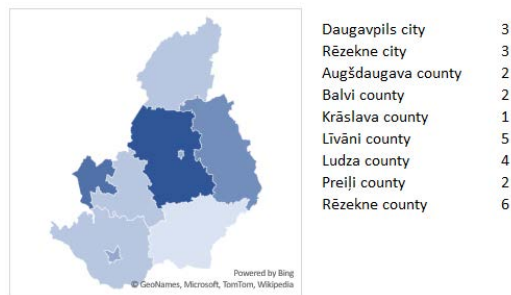 Daugavpils city 3
Rēzekne city 3
Augšdaugava county 2
Balvi county 2
Krāslava county 1
Līvāni county 5
Ludza county 4
Preiļi county 2
Rēzekne county 6
Powered by Bing
© GeoNames, Microsoft, TomTom, Wikipedia